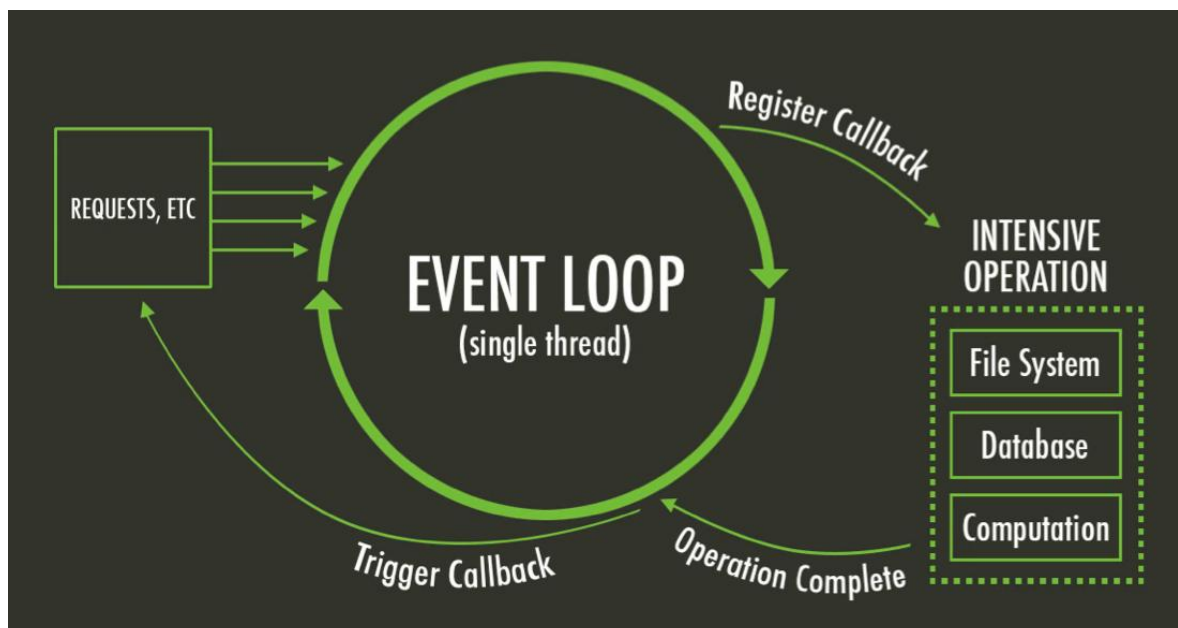 REQUESTS, ETC
EVENT LOOP
(single thread)
Register Callback
INTENSIVE
OPERATION
File System
Database
Computation
Operation Complete
Trigger Callback